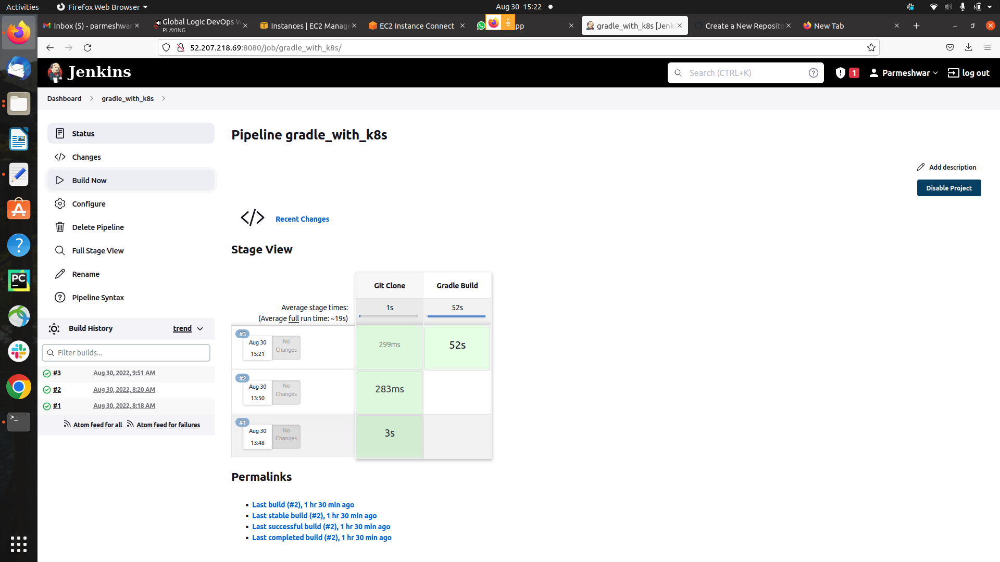 Activities
Firefox Web Browser
Aug 30 15:22
Inbox (5) - parmeshwar
Global Logic DevOps W
PLAYING
Instances | EC2 Manage
EC2 Instance Connect
pp
gradle_with_k8s [Jenki
Create a New Reposito
New Tab
52.207.218.69:8080/job/gradle_with_k8s/
Jenkins
Search (CTRL+K)
1
Parmeshwar
log out
Dashboard
gradle_with_k8s
Status
Changes
Build Now
Configure
Delete Pipeline
Full Stage View
Rename
Pipeline Syntax
Build History
trend
Filter builds...
#3 Aug 30, 2022, 9:51 AM
#2 Aug 30, 2022, 8:20 AM
#1 Aug 30, 2022, 8:18 AM
Atom feed for all
Atom feed for failures
Pipeline gradle_with_k8s
Add description
Disable Project
Recent Changes
Stage View
Git Clone
Gradle Build
Average stage times:
(Average full run time: ~19s)
1s
52s
#3
Aug 30
15:21
No
Changes
299ms
52s
#2
Aug 30
13:50
No
Changes
283ms
#1
Aug 30
13:48
No
Changes
3s
Permalinks
Last build (#2), 1 hr 30 min ago
Last stable build (#2), 1 hr 30 min ago
Last successful build (#2), 1 hr 30 min ago
Last completed build (#2), 1 hr 30 min ago
PC